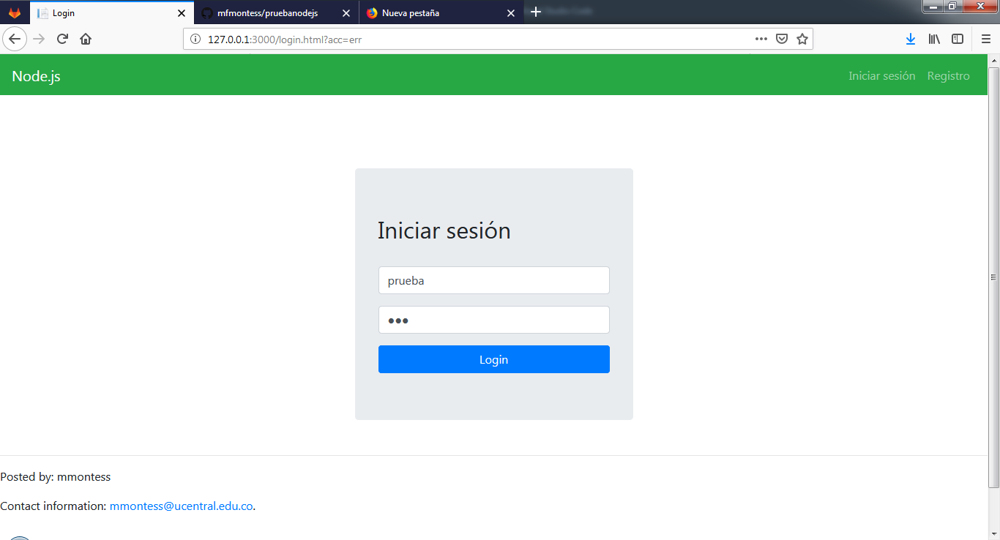 Login
mfmontess/pruebanodejs
Nueva pestaña
127.0.0.1:3000/login.html?acc=err
Node.js
Iniciar sesión
Registro
Iniciar sesión
prueba
Login
Posted by: mmontess
Contact information: mmontess@ucentral.edu.co.